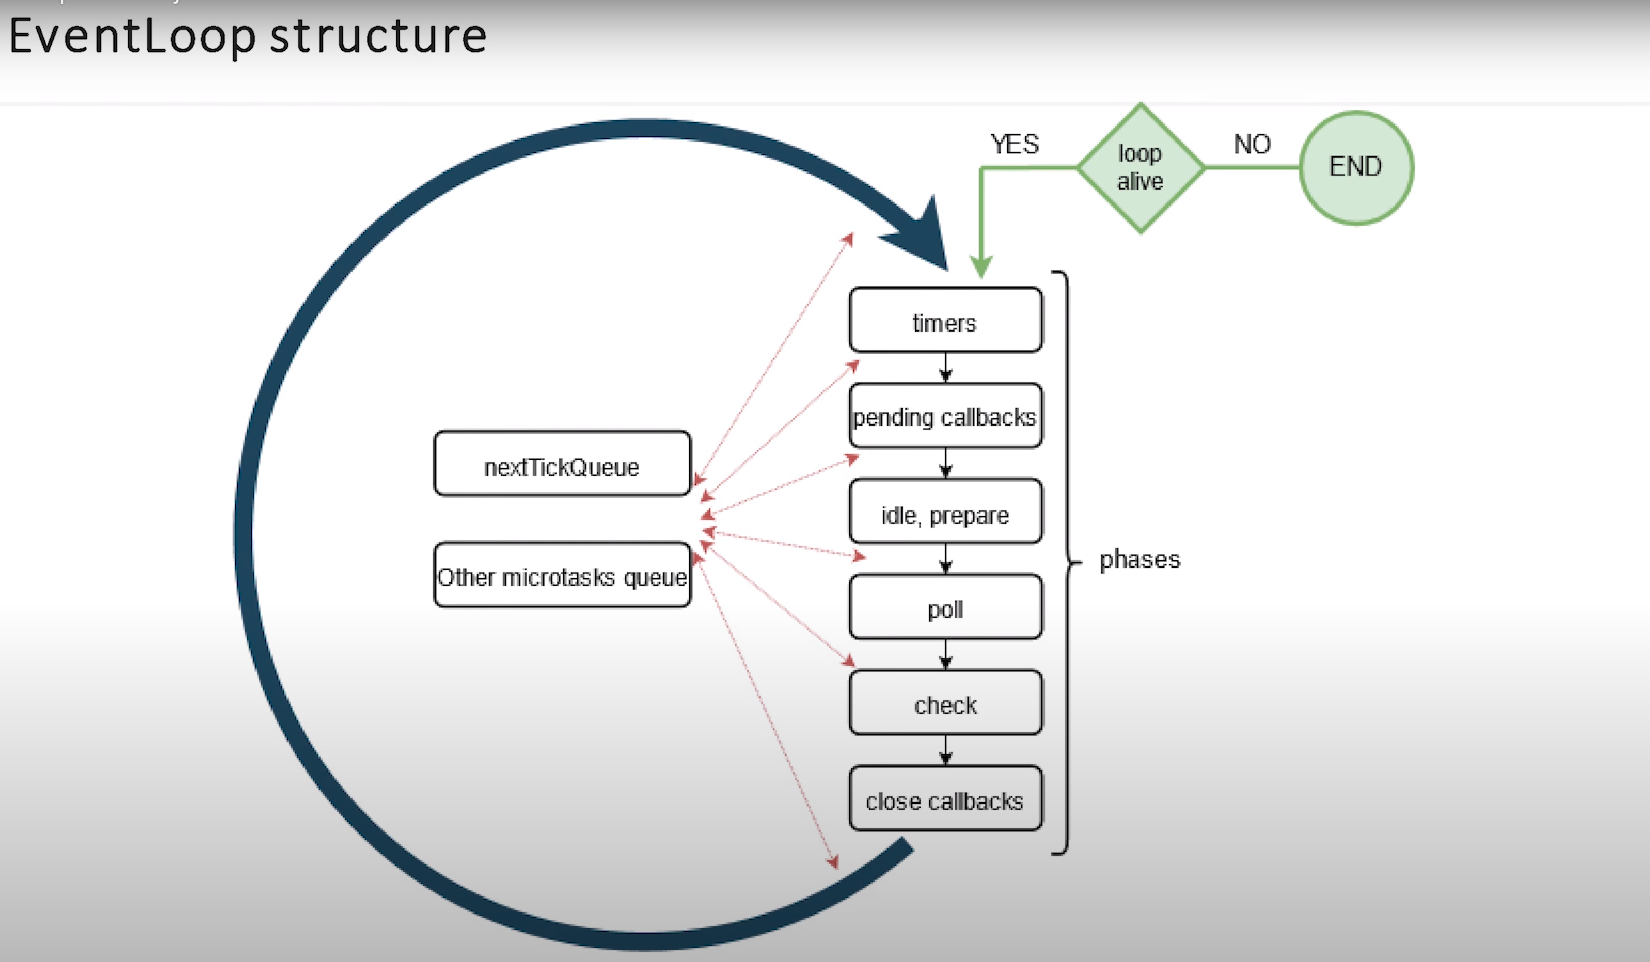 EventLoop structure
YES
loop
alive
NO
END
timers
pending callbacks
nextTickQueue
idle, prepare
phases
Other microtasks queue
poll
check
close callbacks